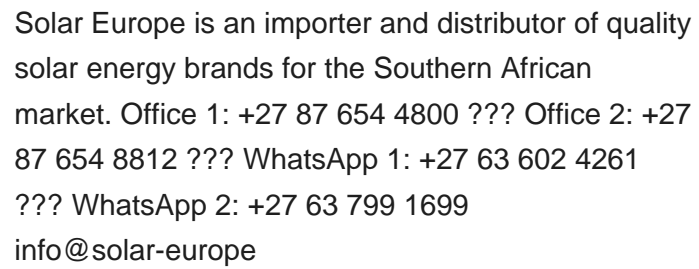 Solar Europe is an importer and distributor of quality
solar energy brands for the Southern African
market. Office 1: +27 87 654 4800 ??? Office 2: +27
87 654 8812 ??? WhatsApp 1: +27 63 602 4261
??? WhatsApp 2: +27 63 799 1699
info@solar-europe